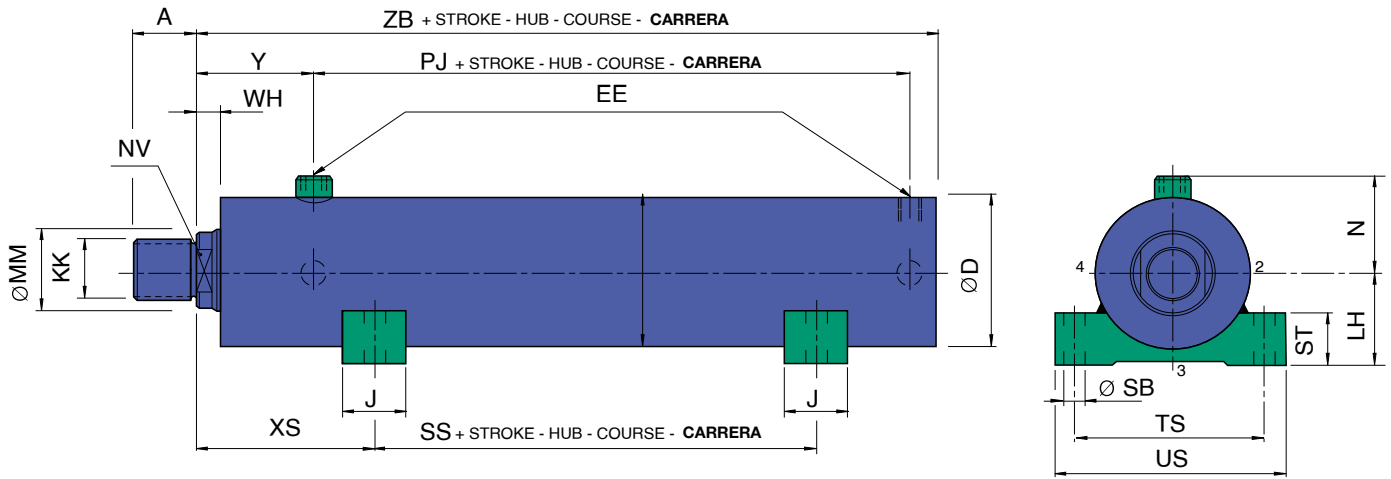 A
ZB + STROKE - HUB - COURSE - CARRERA
Y
PJ + STROKE - HUB - COURSE - CARRERA
WH
EE
NV
ØMM
KK
ØD
J
J
XS
SS + STROKE - HUB - COURSE - CARRERA
N
4
2
LH
ST
3
Ø SB
TS
US